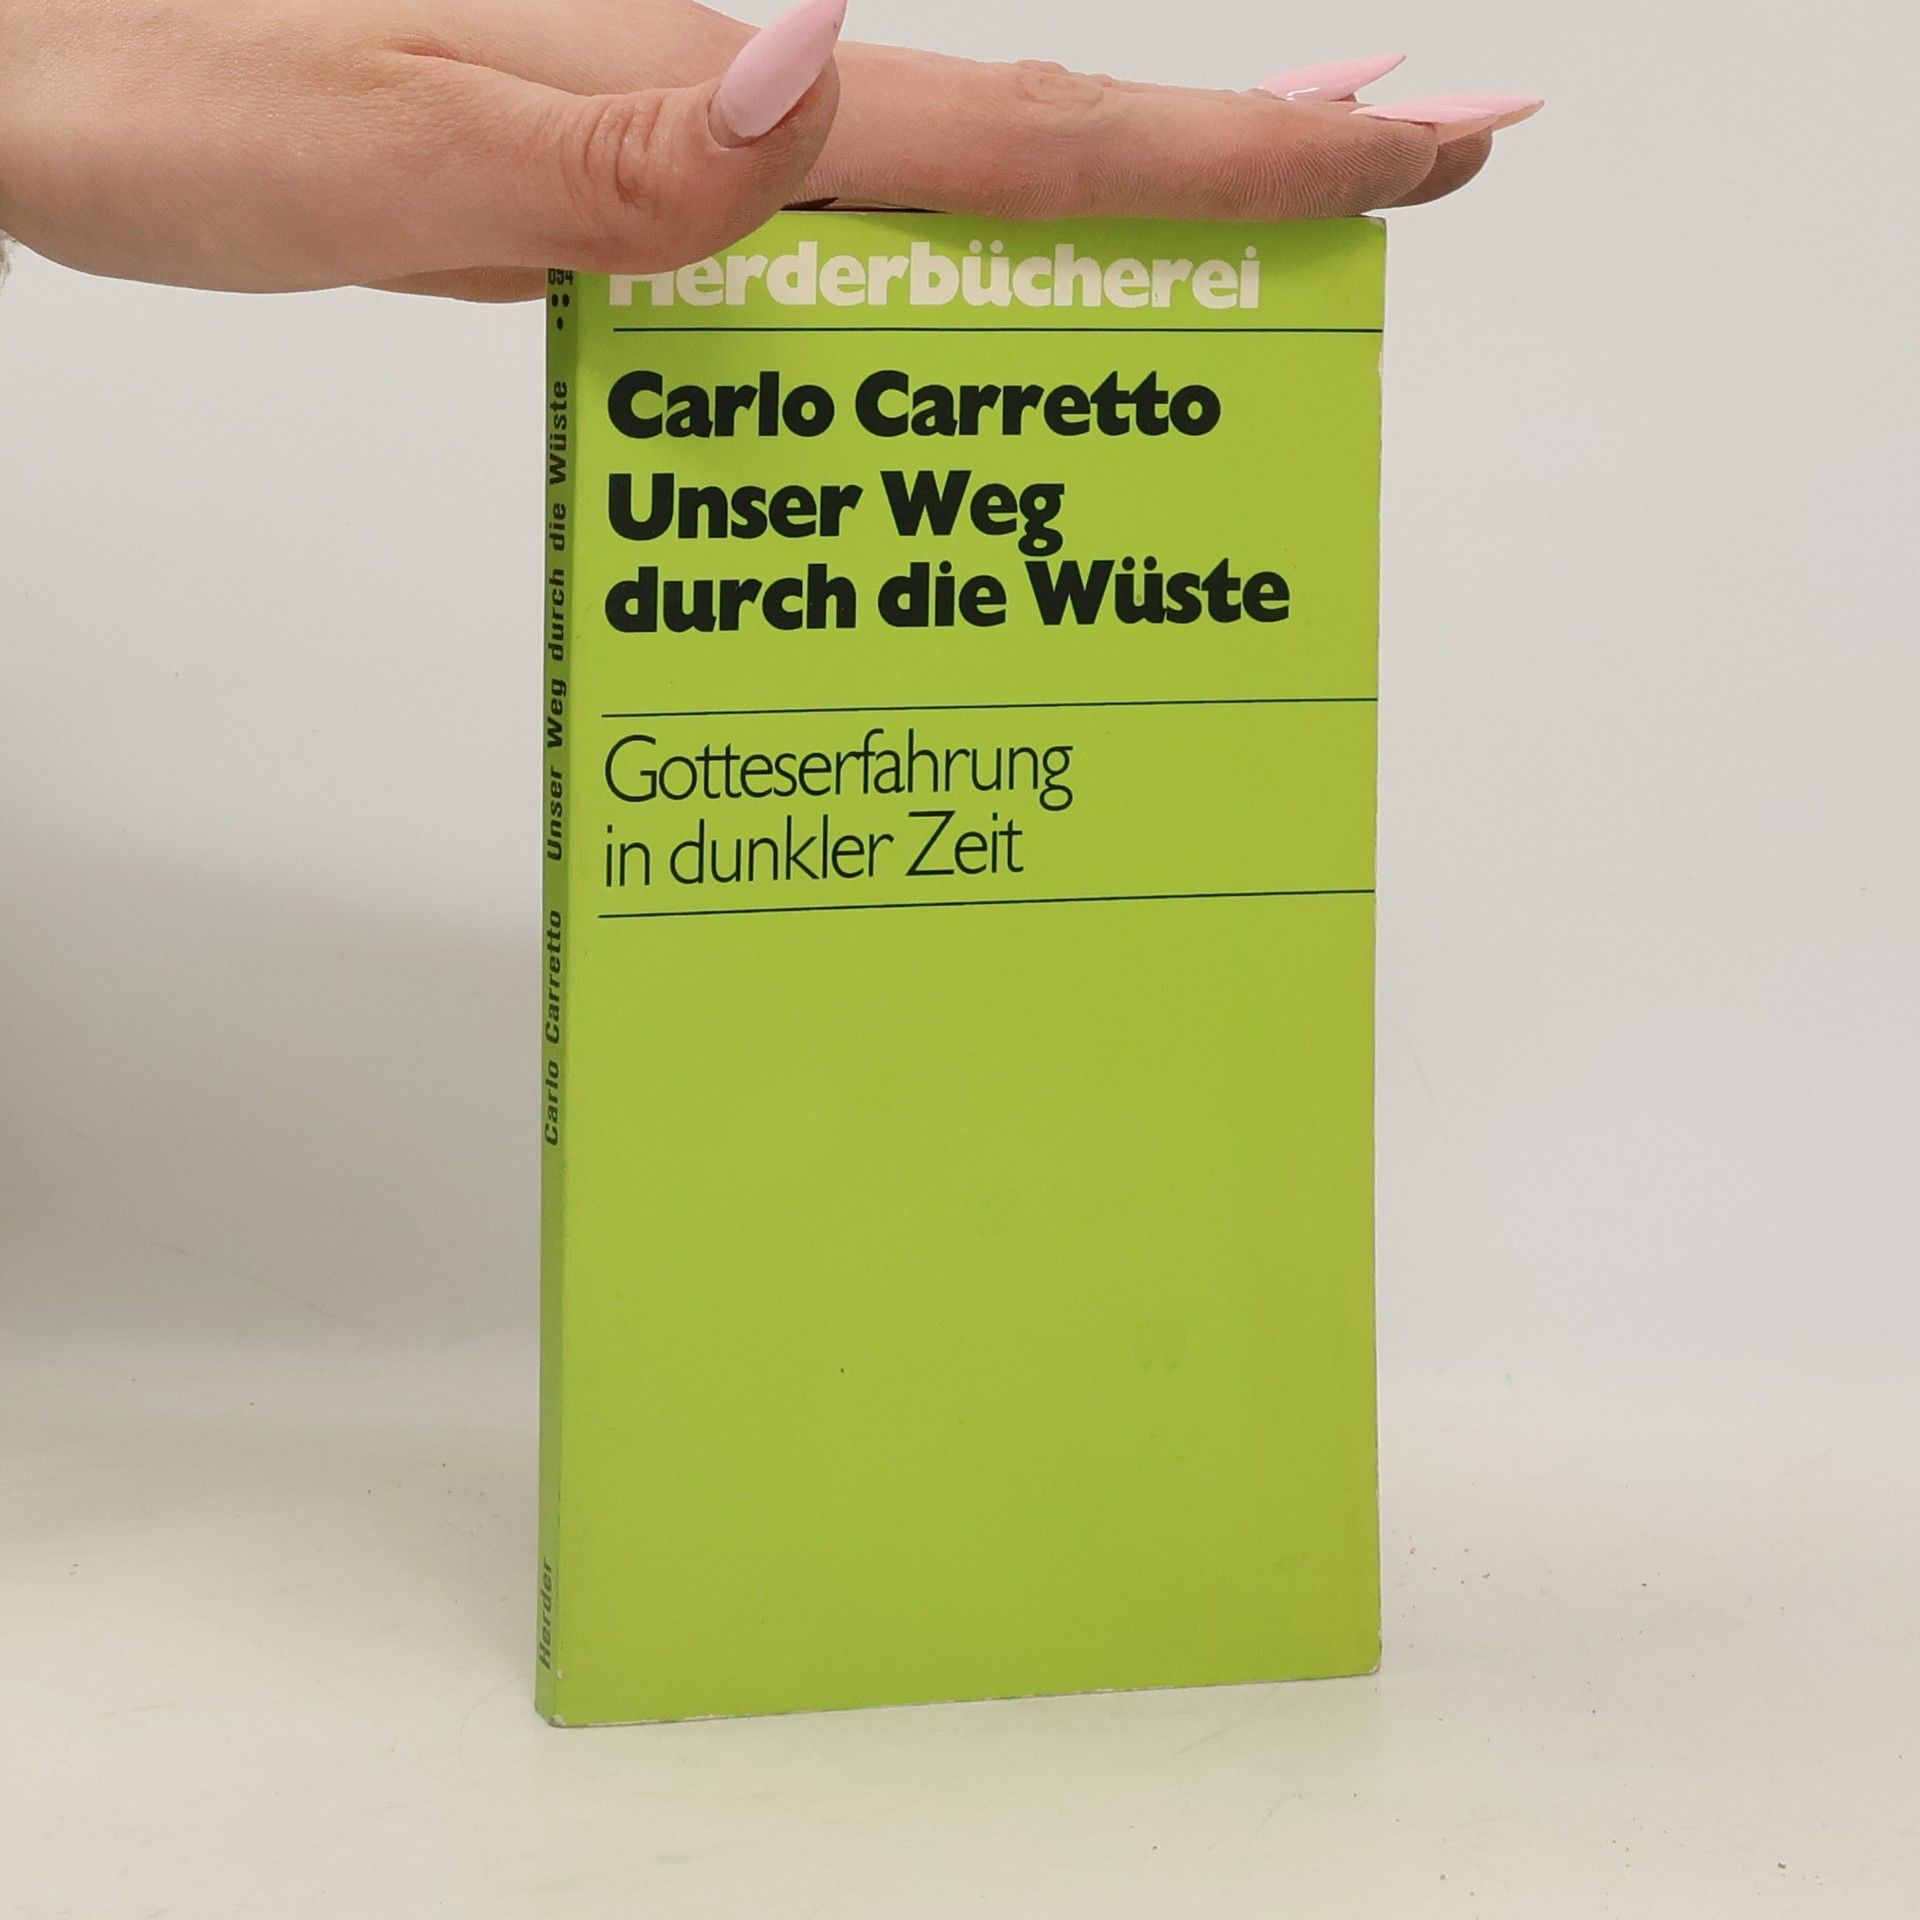 Herderbücherei
Carlo Carretto
Unser Weg
durch die Wüste
Gotteserfahrung
in dunkler Zeit
Carlo Carretto Unser Weg durch die Wüste
Herder